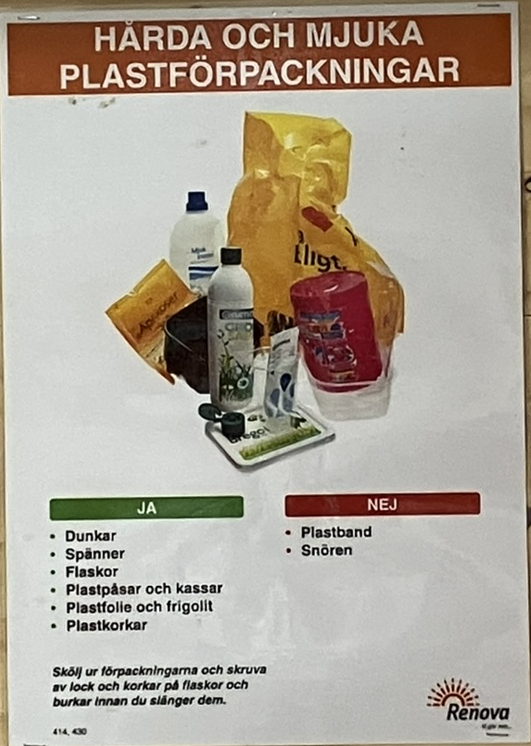 HÅRDA OCH MJUKA
PLASTFÖRPACKNINGAR
Aprikoser
lligt.
JA
• Dunkar
• Spänner
• Flaskor
• Plastpåsar och kassar
• Plastfolie och frigolit
• Plastkorkar
NEJ
• Plastband
• Snören
Skölj ur förpackningarna och skruva
av lock och korkar på flaskor och
burkar innan du slänger dem.
414, 430
Renova